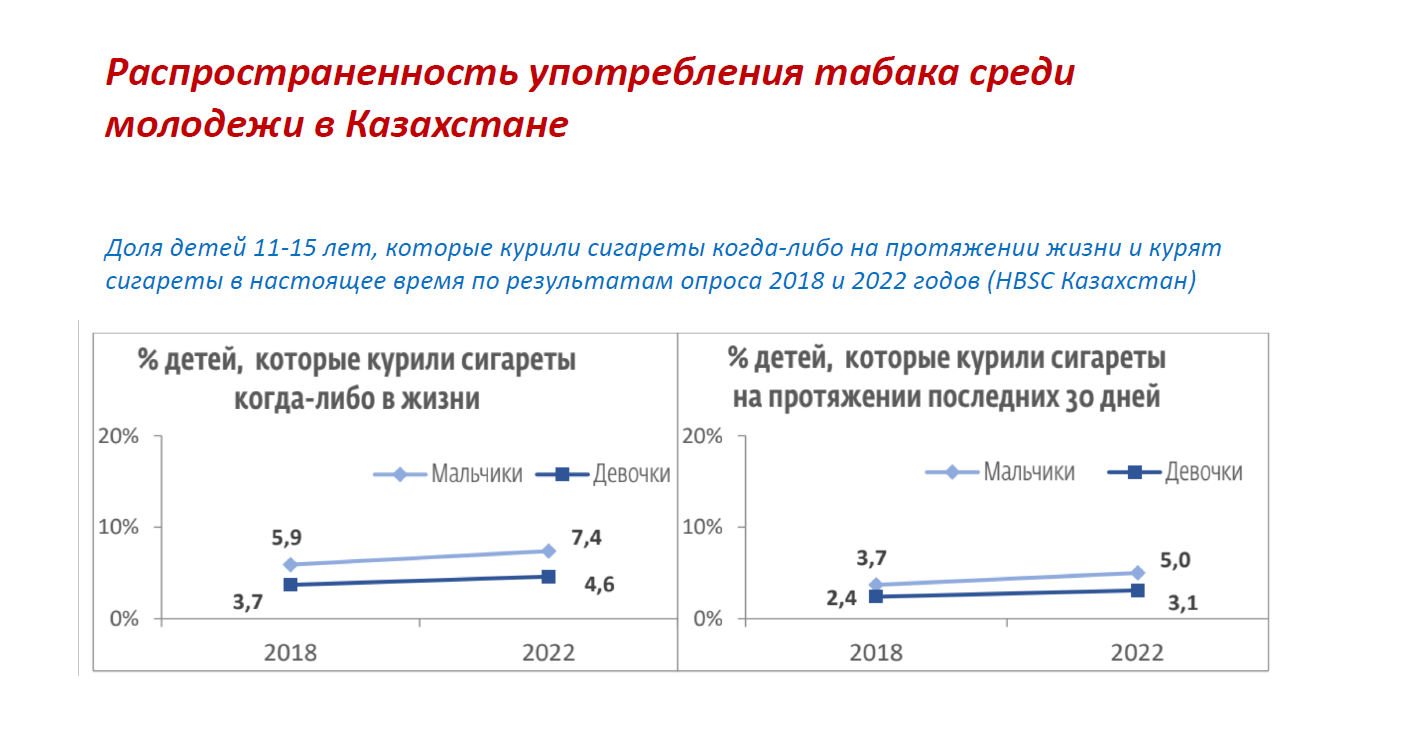 Распространенность употребления табака среди
молодежи в Казахстане
Доля детей 11-15 лет, которые курили сигареты когда-либо на протяжении жизни и курят
сигареты в настоящее время по результатам опроса 2018 и 2022 годов (HBSC Казахстан)
% детей, которые курили сигареты
когда-либо в жизни
20%
Мальчики Девочки
10%
5,9 7,4
3,7 4,6
0%
2018 2022
% детей, которые курили сигареты
на протяжении последних 30 дней
20%
Мальчики Девочки
10%
3,7 5,0
2,4 3,1
0%
2018 2022